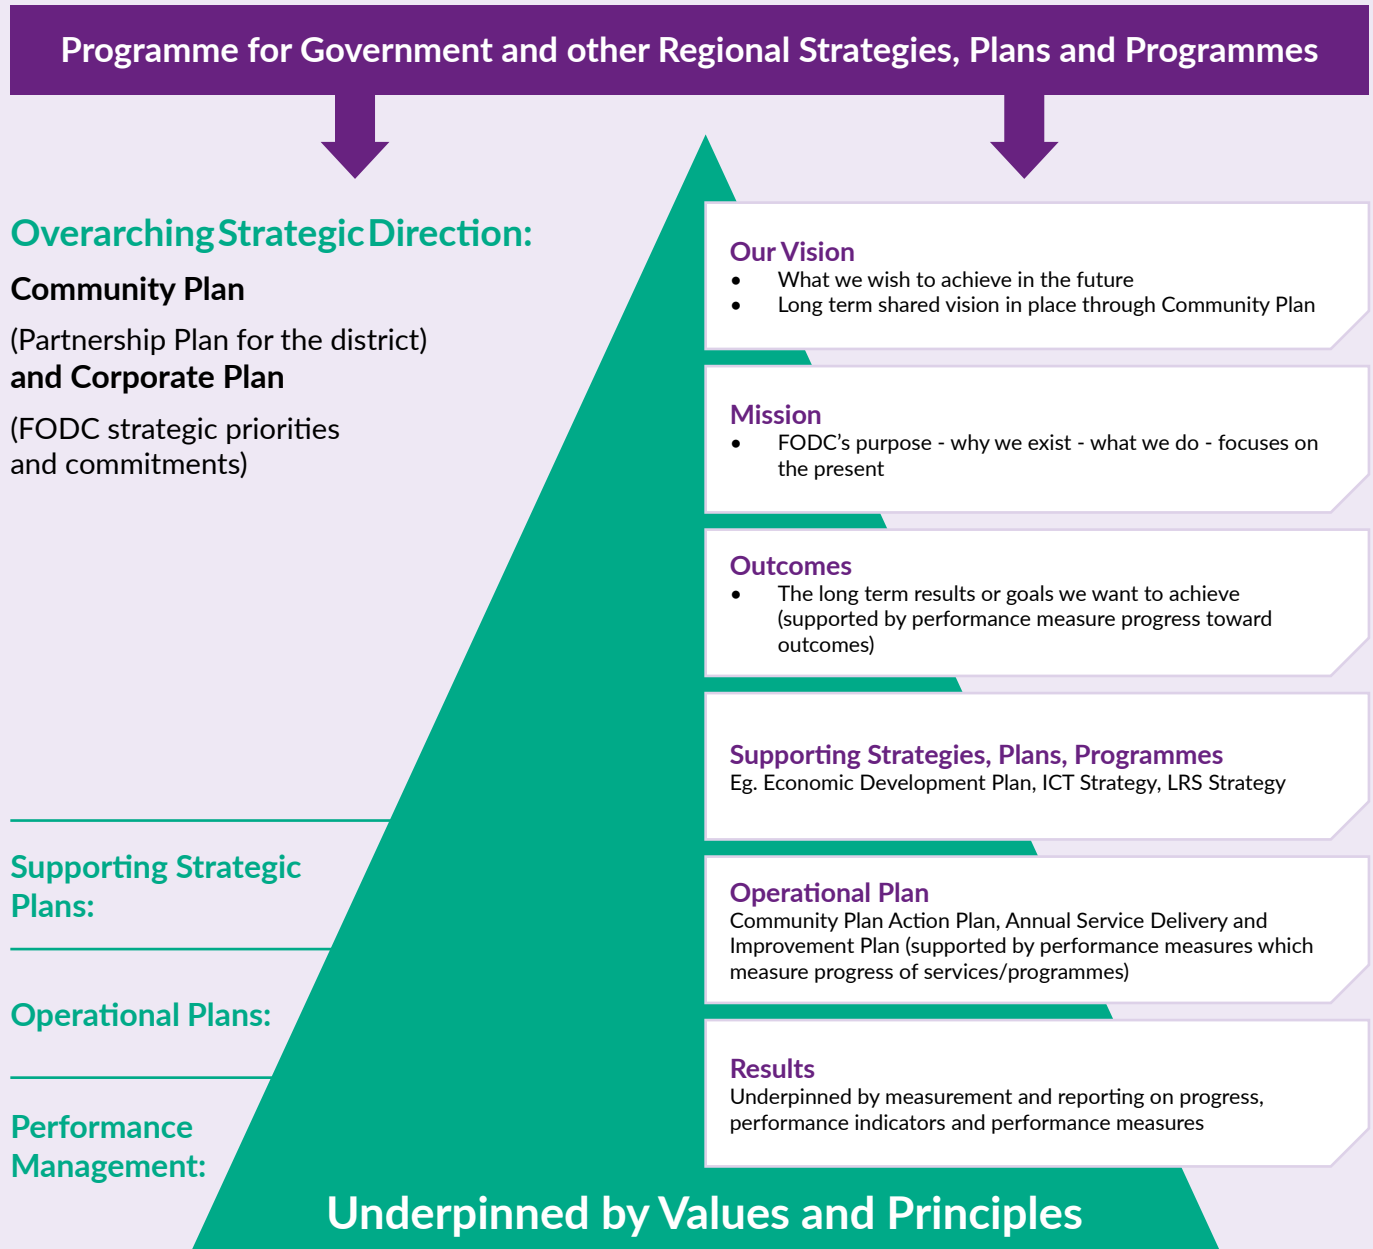 Programme for Government and other Regional Strategies, Plans and Programmes
Overarching Strategic Direction:
Community Plan
(Partnership Plan for the district)
and Corporate Plan
(FODC strategic priorities
and commitments)
Supporting Strategic
Plans:
Operational Plans:
Performance
Management:
Our Vision
• What we wish to achieve in the future
• Long term shared vision in place through Community Plan
Mission
• FODC’s purpose - why we exist - what we do - focuses on
the present
Outcomes
• The long term results or goals we want to achieve
(supported by performance measure progress toward
outcomes)
Supporting Strategies, Plans, Programmes
Eg. Economic Development Plan, ICT Strategy, LRS Strategy
Operational Plan
Community Plan Action Plan, Annual Service Delivery and
Improvement Plan (supported by performance measures which
measure progress of services/programmes)
Results
Underpinned by measurement and reporting on progress,
performance indicators and performance measures
Underpinned by Values and Principles